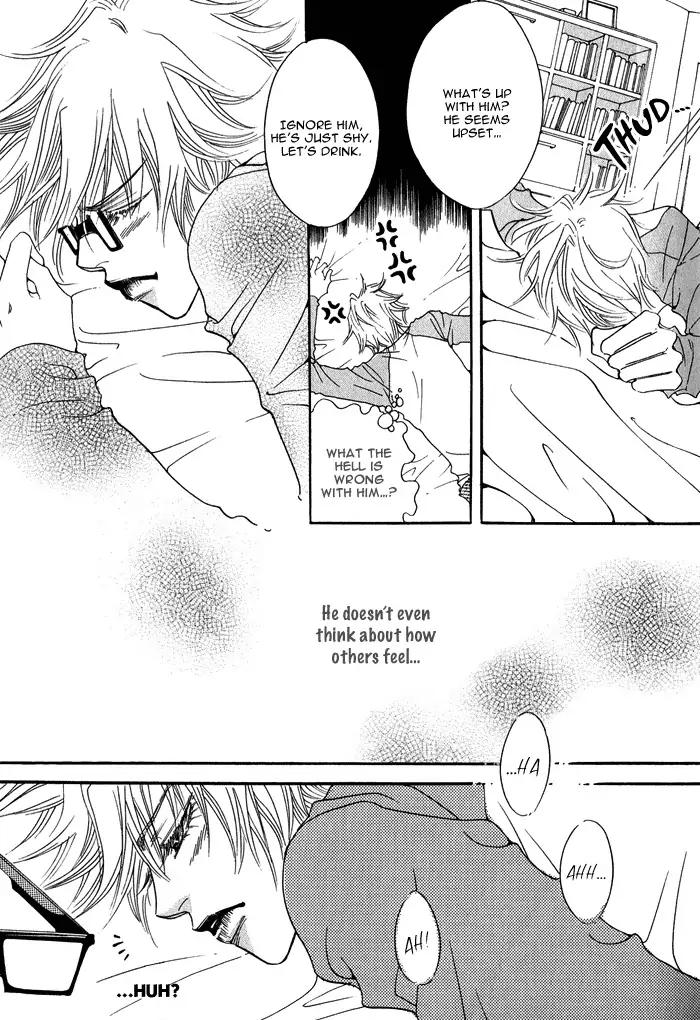 THUD...
WHAT'S UP
WITH HIM?
HE SEEMS
UPSET...
IGNORE HIM,
HE'S JUST SHY.
LET'S DRINK.
WHAT THE
HELL IS
WRONG
WITH HIM...?
He doesn't even
think about how
others feel...
...HA
AHH...
AH!
...HUH?